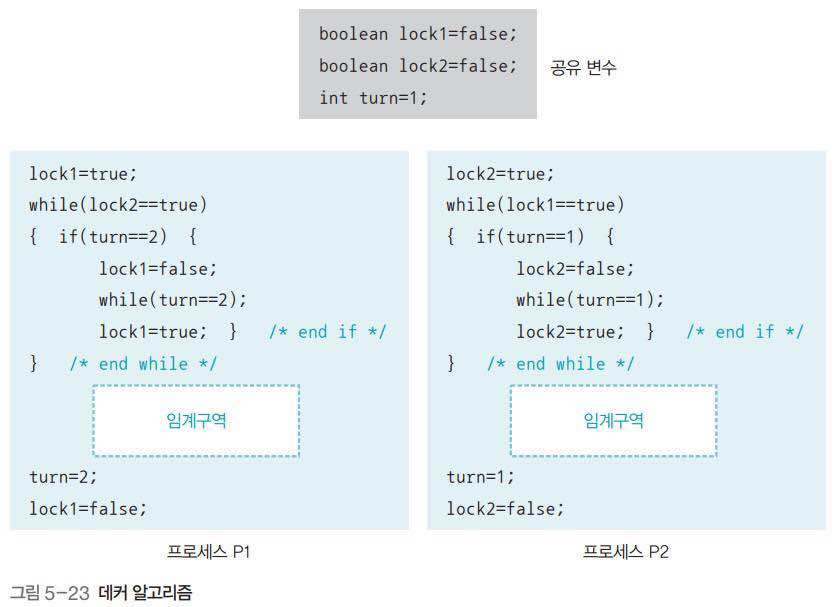 boolean lock1=false;
boolean lock2=false;
int turn=1;
공유 변수
lock1=true;
while(lock2==true)
{ if(turn==2) {
lock1=false;
while(turn==2);
lock1=true; } /* end if */
} /* end while */
임계구역
turn=2;
lock1=false;
프로세스 P1
lock2=true;
while(lock1==true)
{ if(turn==1) {
lock2=false;
while(turn==1);
lock2=true; } /* end if */
} /* end while */
임계구역
turn=1;
lock2=false;
프로세스 P2
그림 5-23 데커 알고리즘